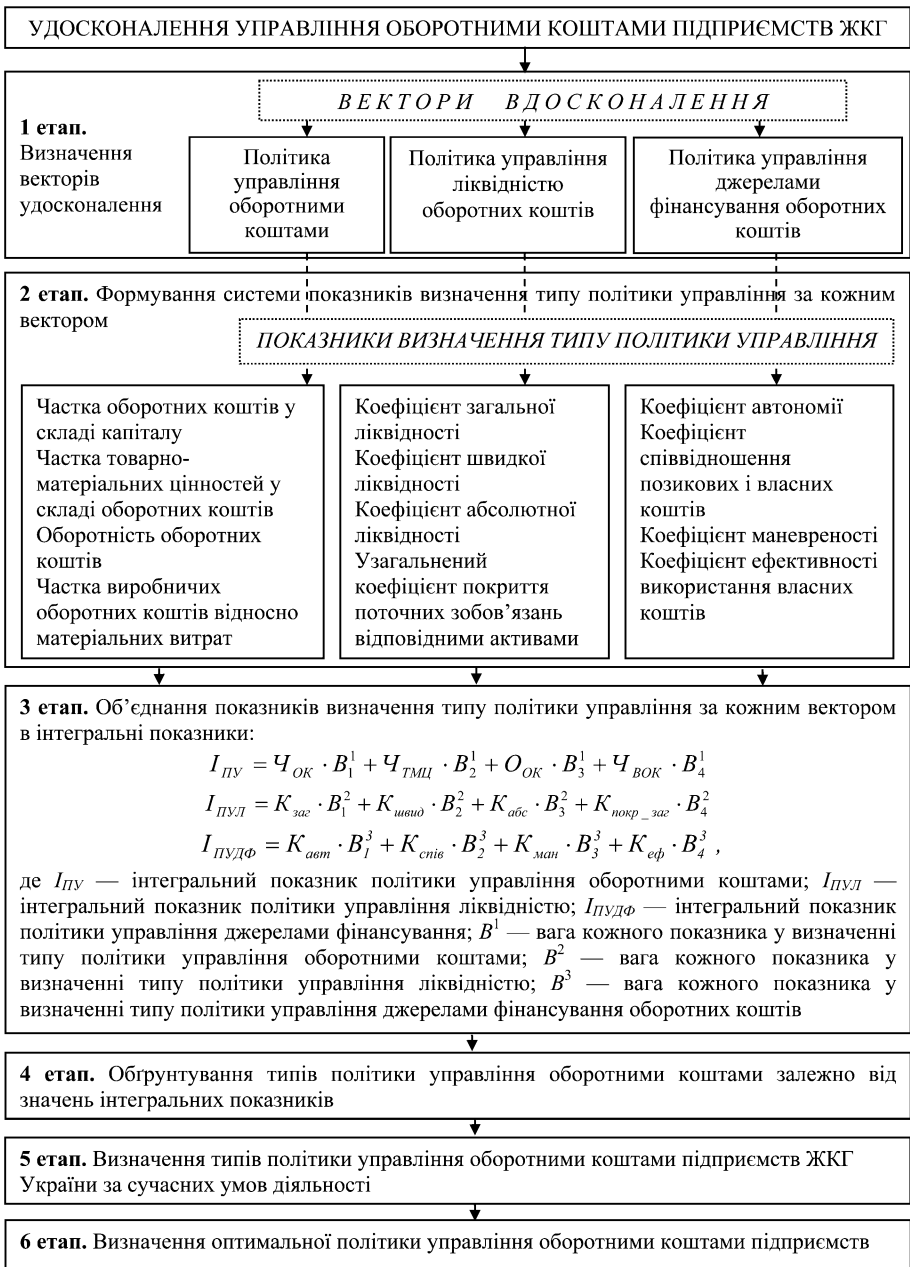 УДОСКОНАЛЕННЯ УПРАВЛІННЯ ОБОРОТНИМИ КОШТАМИ ПІДПРИЄМСТВ ЖКГ
ВЕКТОРИ ВДОСКОНАЛЕННЯ
1 етап.
Визначення
векторів
удосконалення
Політика
управління
оборотними
коштами
Політика управління
ліквідністю
оборотних коштів
Політика управління
джерелами
фінансування оборотних
коштів
2 етап. Формування системи показників визначення типу політики управління за кожним
вектором
ПОКАЗНИКИ ВИЗНАЧЕННЯ ТИПУ ПОЛІТИКИ УПРАВЛІННЯ
Частка оборотних коштів у
складі капіталу
Частка товарно-
матеріальних цінностей у
складі оборотних коштів
Оборотність оборотних
коштів
Частка виробничих
оборотних коштів відносно
матеріальних витрат
Коефіцієнт загальної
ліквідності
Коефіцієнт швидкої
ліквідності
Коефіцієнт абсолютної
ліквідності
Узагальнений
коефіцієнт покриття
поточних зобов’язань
відповідними активами
Коефіцієнт автономії
Коефіцієнт
співвідношення
позикових і власних
коштів
Коефіцієнт маневреності
Коефіцієнт ефективності
використання власних
коштів
3 етап. Об’єднання показників визначення типу політики управління за кожним вектором
в інтегральні показники:
I_ПУ = Ч_ОК · В_1^1 + Ч_ТМЦ · В_2^1 + О_ОК · В_3^1 + Ч_ВОК · В_4^1
I_ПУЛ = К_заг · В_1^2 + К_швид · В_2^2 + К_абс · В_3^2 + К_покр_заг · В_4^2
I_ПУДФ = К_авт · В_1^3 + К_спів · В_2^3 + К_ман · В_3^3 + К_еф · В_4^3 ,
де I_ПУ — інтегральний показник політики управління оборотними коштами; I_ПУЛ —
інтегральний показник політики управління ліквідністю; I_ПУДФ — інтегральний показник
політики управління джерелами фінансування; В^1 — вага кожного показника у визначенні
типу політики управління оборотними коштами; В^2 — вага кожного показника у
визначенні типу політики управління ліквідністю; В^3 — вага кожного показника у
визначенні типу політики управління джерелами фінансування оборотних коштів
4 етап. Обґрунтування типів політики управління оборотними коштами залежно від
значень інтегральних показників
5 етап. Визначення типів політики управління оборотними коштами підприємств ЖКГ
України за сучасних умов діяльності
6 етап. Визначення оптимальної політики управління оборотними коштами підприємств